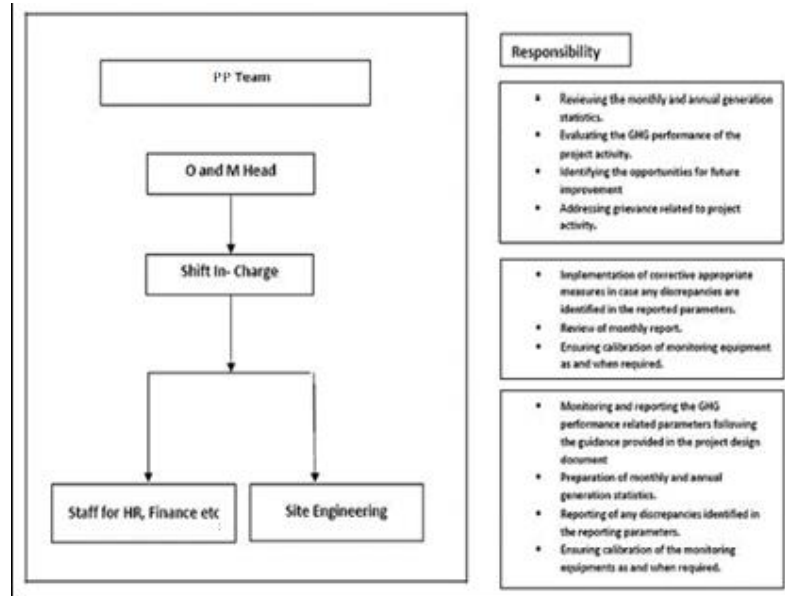 PP Team
O and M Head
Shift In- Charge
Staff for HR, Finance etc
Site Engineering
Responsibility
▪ Reviewing the monthly and annual generation
statistics.
▪ Evaluating the GHG performance of the
project activity.
▪ Identifying the opportunities for future
improvement
▪ Addressing grievance related to project
activity.
▪ Implementation of corrective appropriate
measures in case any discrepancies are
identified in the reported parameters.
▪ Review of monthly report.
▪ Ensuring calibration of monitoring equipment
as and when required.
▪ Monitoring and reporting the GHG
performance related parameters following
the guidance provided in the project design
document
▪ Preparation of monthly and annual
generation statistics.
▪ Reporting of any discrepancies identified in
the reporting parameters.
▪ Ensuring calibration of the monitoring
equipments as and when required.